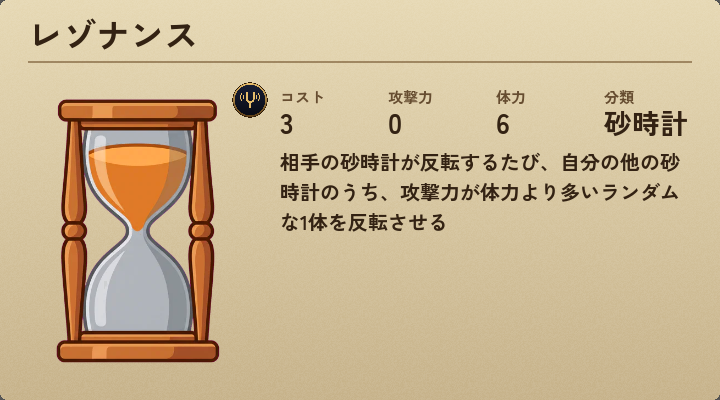 レゾナンス
コスト 攻撃力 体力 分類
3 0 6 砂時計
相手の砂時計が反転するたび、自分の他の砂
時計のうち、攻撃力が体力より多いランダム
な1体を反転させる